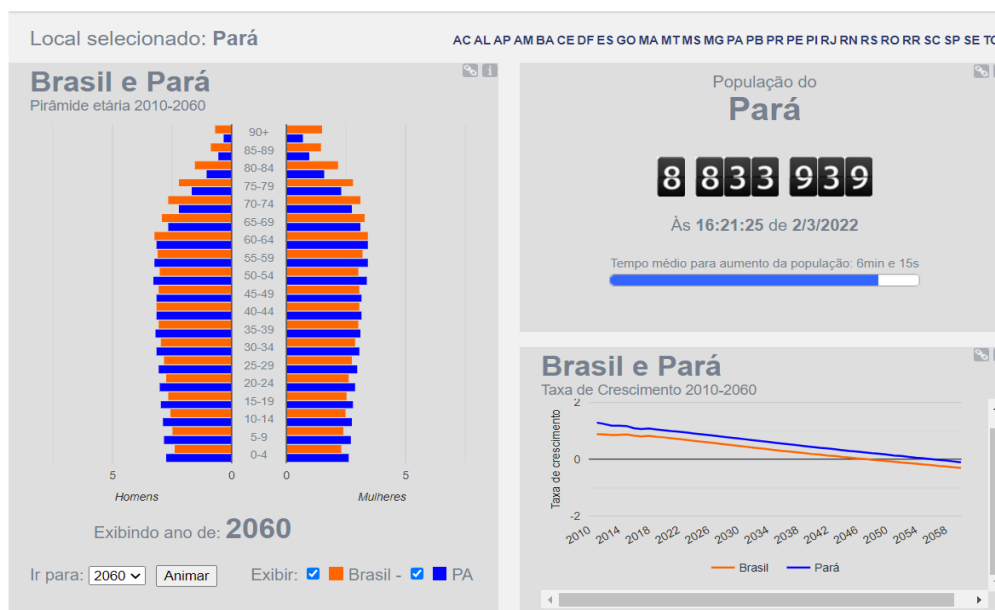 Local selecionado: Pará
AC AL AP AM BA CE DF ES GO MA MT MS MG PA PB PR PE PI RJ RN RS RO RR SC SP SE TO
Brasil e Pará
Pirâmide etária 2010-2060
90+
85-89
80-84
75-79
70-74
65-69
60-64
55-59
50-54
45-49
40-44
35-39
30-34
25-29
20-24
15-19
10-14
5-9
0-4
5 0 0 5
Homens Mulheres
Exibindo ano de: 2060
Ir para: 2060 Animar Exibir: Brasil - PA
População do
Pará
8 833 939
Às 16:21:25 de 2/3/2022
Tempo médio para aumento da população: 6min e 15s
Brasil e Pará
Taxa de Crescimento 2010-2060
Taxa de crescimento
2
0
-2
2010 2014 2018 2022 2026 2030 2034 2038 2042 2046 2050 2054 2058
Brasil Pará